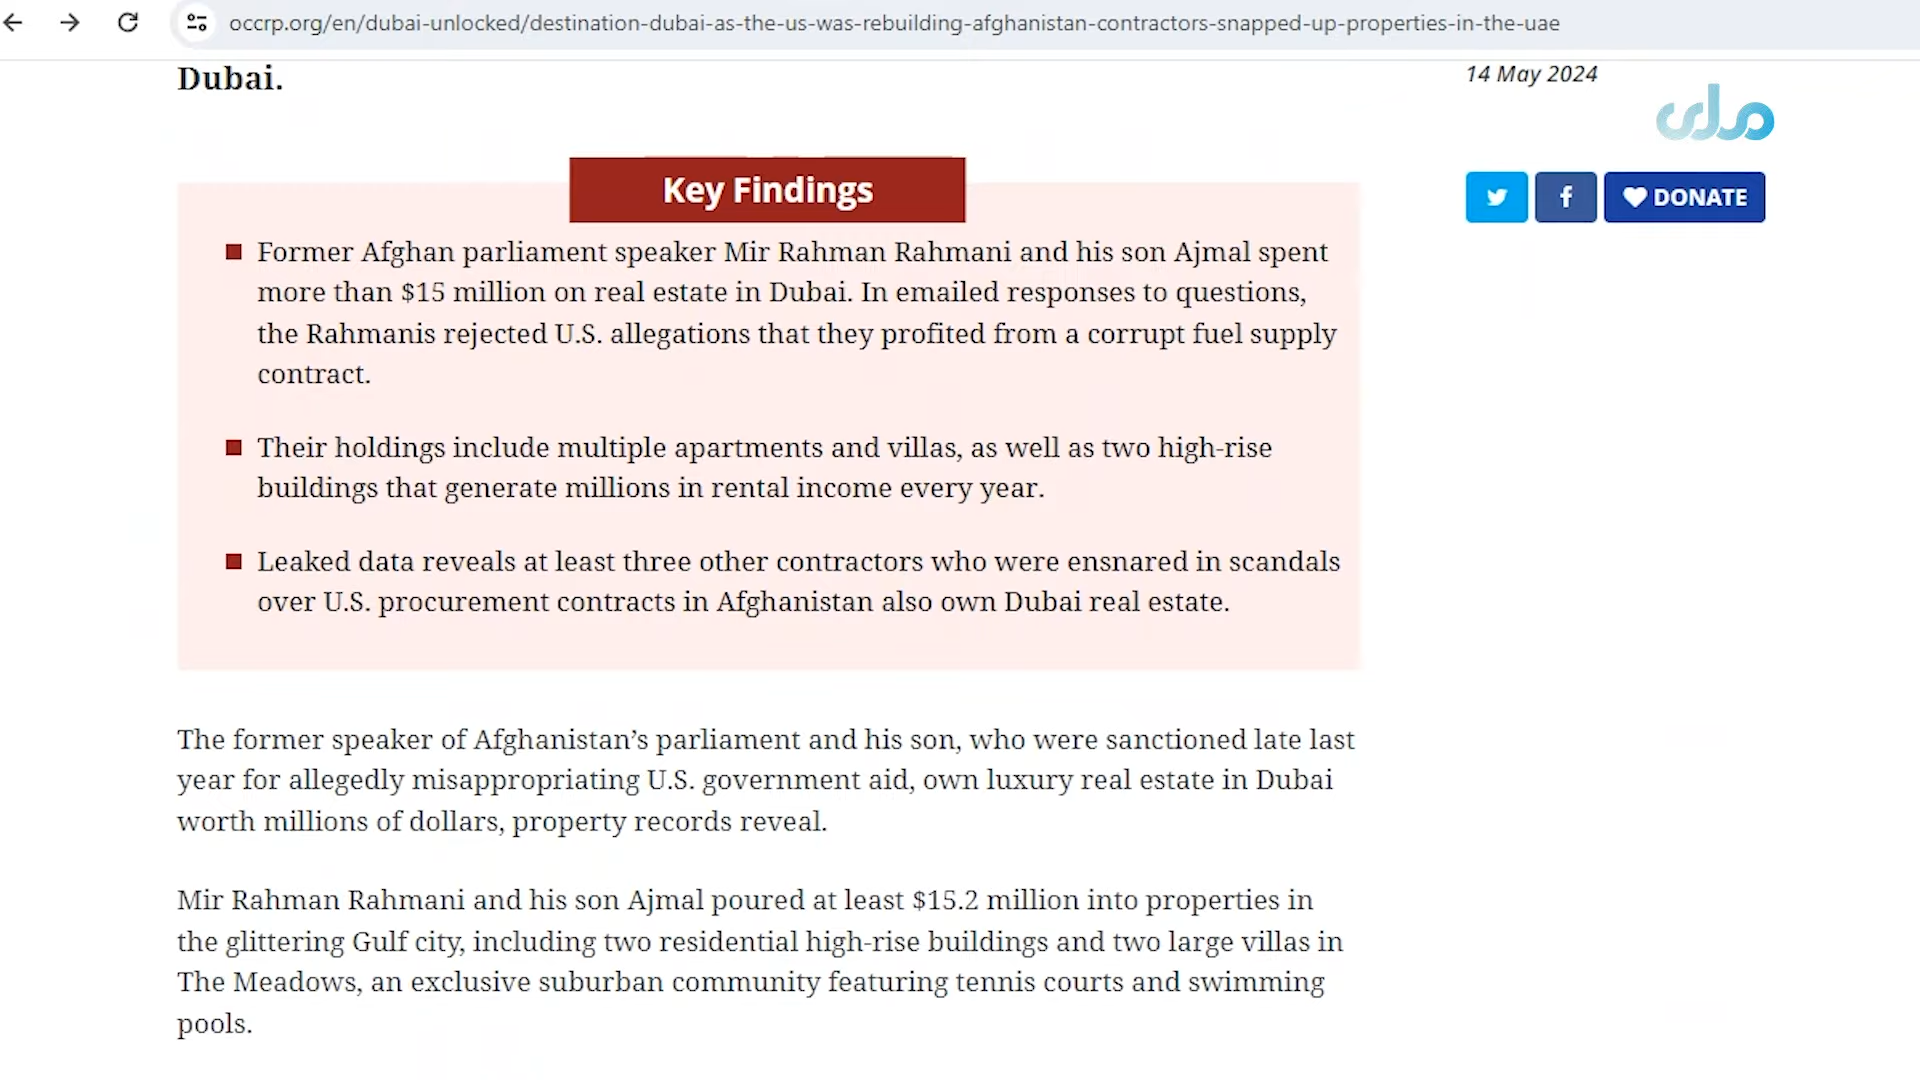 occrp.org/en/dubai-unlocked/destination-dubai-as-the-us-was-rebuilding-afghanistan-contractors-snapped-up-properties-in-the-uae
Dubai.
14 May 2024
Key Findings
DONATE
Former Afghan parliament speaker Mir Rahman Rahmani and his son Ajmal spent
more than $15 million on real estate in Dubai. In emailed responses to questions,
the Rahmanis rejected U.S. allegations that they profited from a corrupt fuel supply
contract.
Their holdings include multiple apartments and villas, as well as two high-rise
buildings that generate millions in rental income every year.
Leaked data reveals at least three other contractors who were ensnared in scandals
over U.S. procurement contracts in Afghanistan also own Dubai real estate.
The former speaker of Afghanistan’s parliament and his son, who were sanctioned late last
year for allegedly misappropriating U.S. government aid, own luxury real estate in Dubai
worth millions of dollars, property records reveal.
Mir Rahman Rahmani and his son Ajmal poured at least $15.2 million into properties in
the glittering Gulf city, including two residential high-rise buildings and two large villas in
The Meadows, an exclusive suburban community featuring tennis courts and swimming
pools.